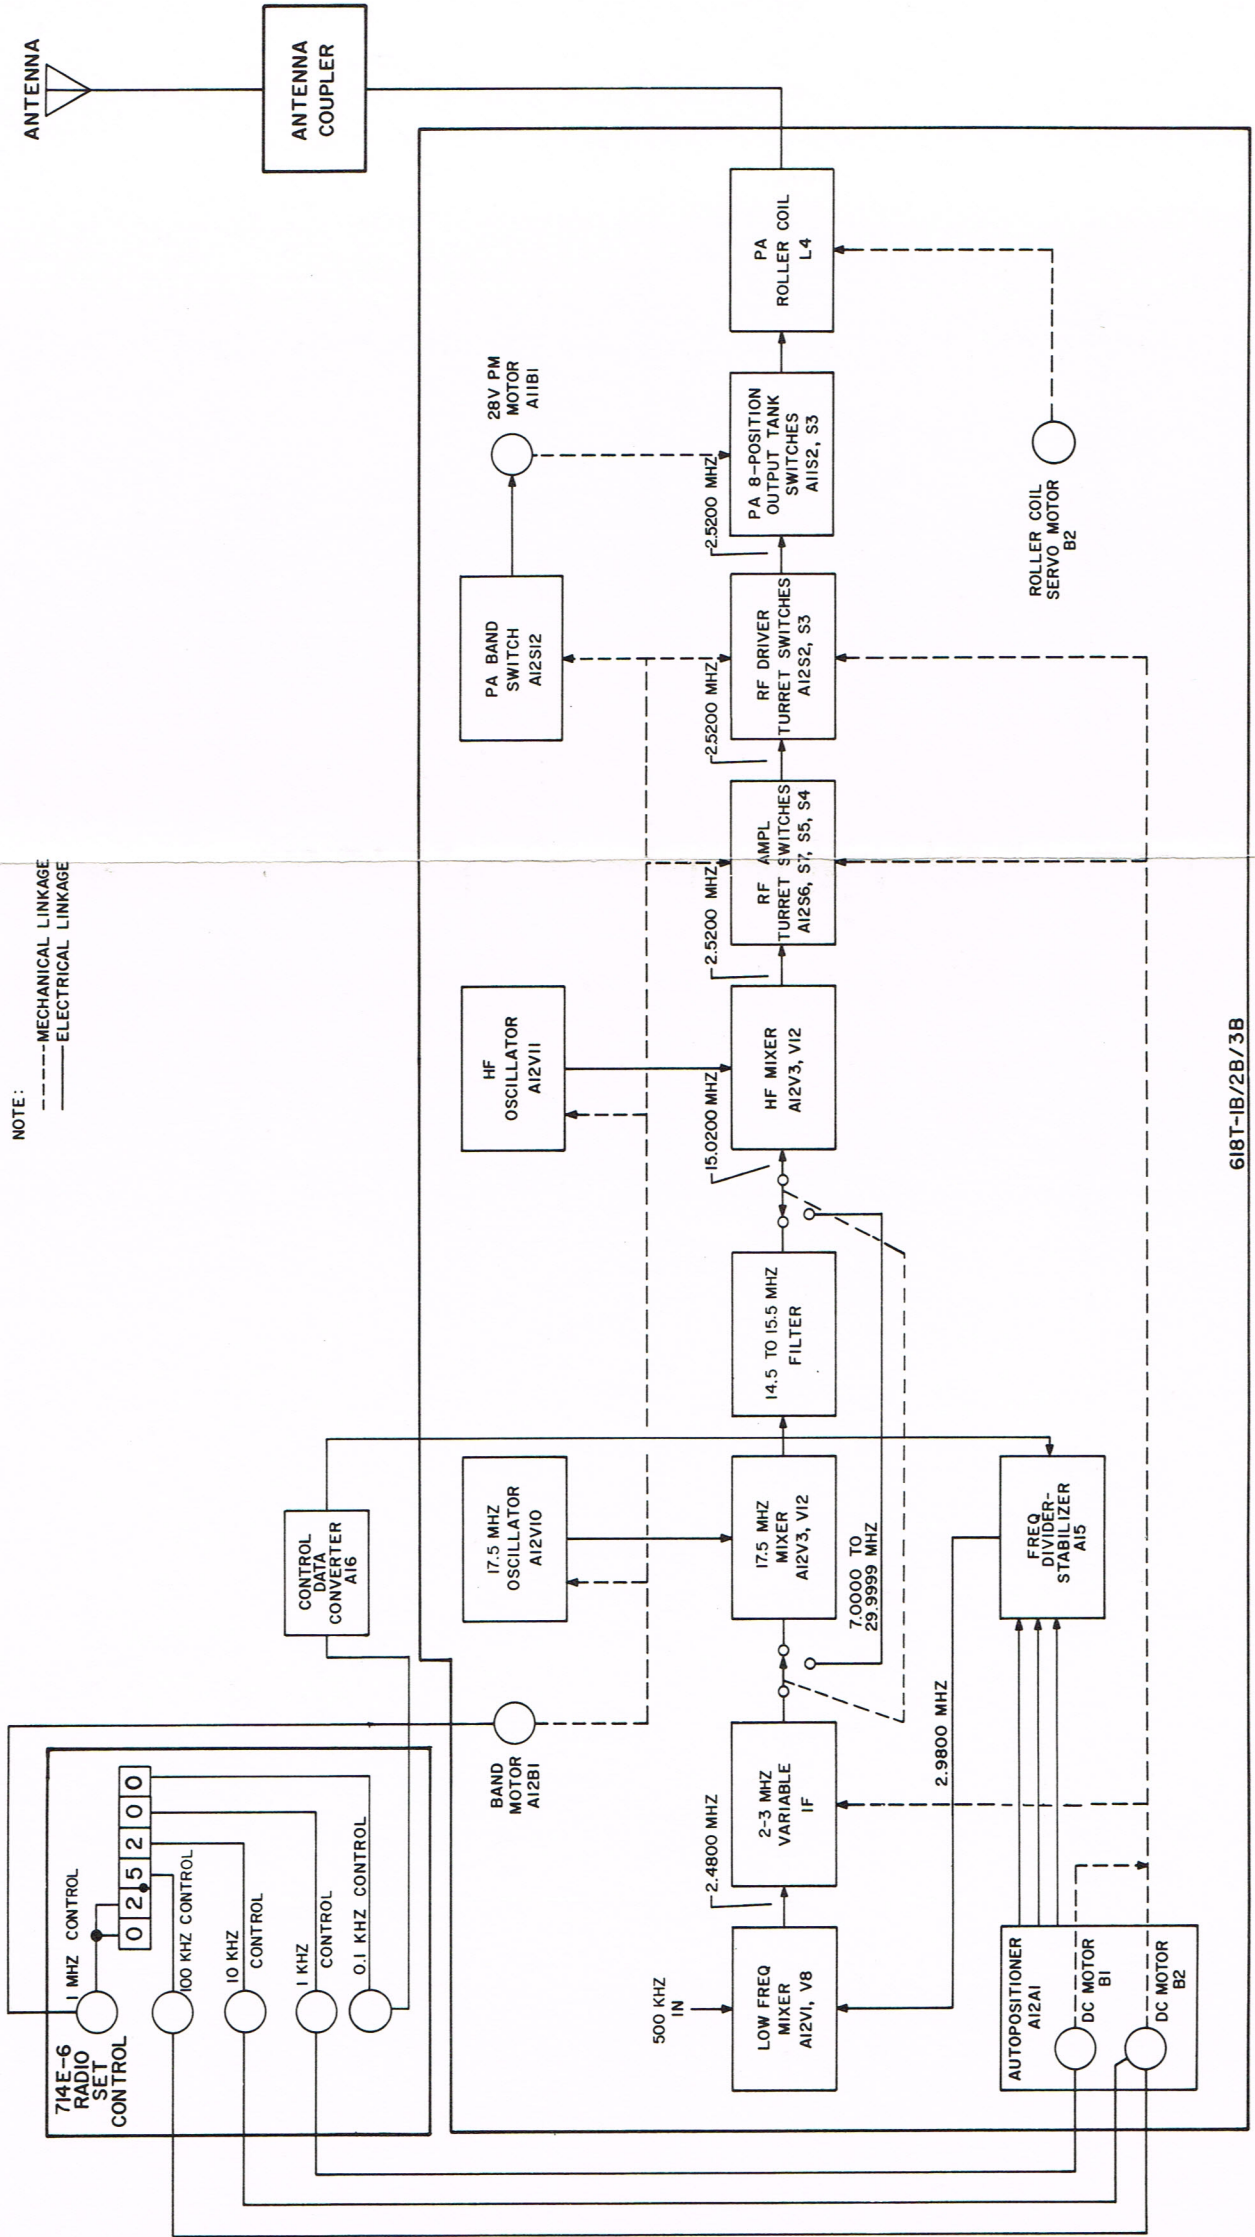 NOTE:
-----MECHANICAL LINKAGE
——ELECTRICAL LINKAGE
714E-6
RADIO
SET
CONTROL
1 MHZ CONTROL
0 2 5 2 0 0
100 KHZ CONTROL
10 KHZ
CONTROL
1 KHZ
CONTROL
0.1 KHZ CONTROL
CONTROL
DATA
CONVERTER
A16
ANTENNA
ANTENNA
COUPLER
BAND
MOTOR
A12B1
17.5 MHZ
OSCILLATOR
A12V10
HF
OSCILLATOR
A12V11
PA BAND
SWITCH
A12S12
28V PM
MOTOR
A11B1
500 KHZ
IN
LOW FREQ
MIXER
A12V1, V8
2.4800 MHZ
2-3 MHZ
VARIABLE
IF
17.5 MHZ
MIXER
A12V3, V12
14.5 TO 15.5 MHZ
FILTER
15.0200 MHZ
HF MIXER
A12V3, V12
2.5200 MHZ
RF AMPL
TURRET SWITCHES
A12S6, S7, S5, S4
2.5200 MHZ
RF DRIVER
TURRET SWITCHES
A12S2, S3
2.5200 MHZ
PA 8-POSITION
OUTPUT TANK
SWITCHES
A11S2, S3
PA
ROLLER COIL
L4
7.0000 TO
29.9999 MHZ
2.9800 MHZ
AUTOPOSITIONER
A12A1
DC MOTOR
B1
DC MOTOR
B2
FREQ
DIVIDER-
STABILIZER
A15
ROLLER COIL
SERVO MOTOR
B2
618T-1B/2B/3B